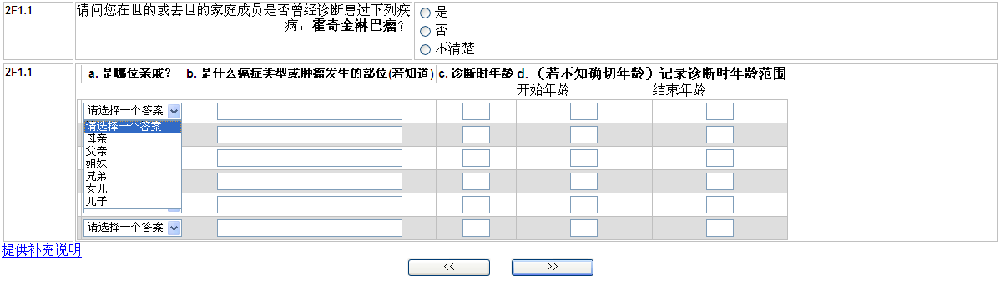 2F1.1
请问您在世的或去世的家庭成员是否曾经诊断患过下列疾
病：霍奇金淋巴瘤？
是
否
不清楚
2F1.1
a. 是哪位亲戚？ b. 是什么癌症类型或肿瘤发生的部位(若知道) c. 诊断时年龄 d.（若不知确切年龄）记录诊断时年龄范围
开始年龄 结束年龄
请选择一个答案
请选择一个答案
母亲
父亲
姐妹
兄弟
女儿
儿子
请选择一个答案
提供补充说明
<< >>